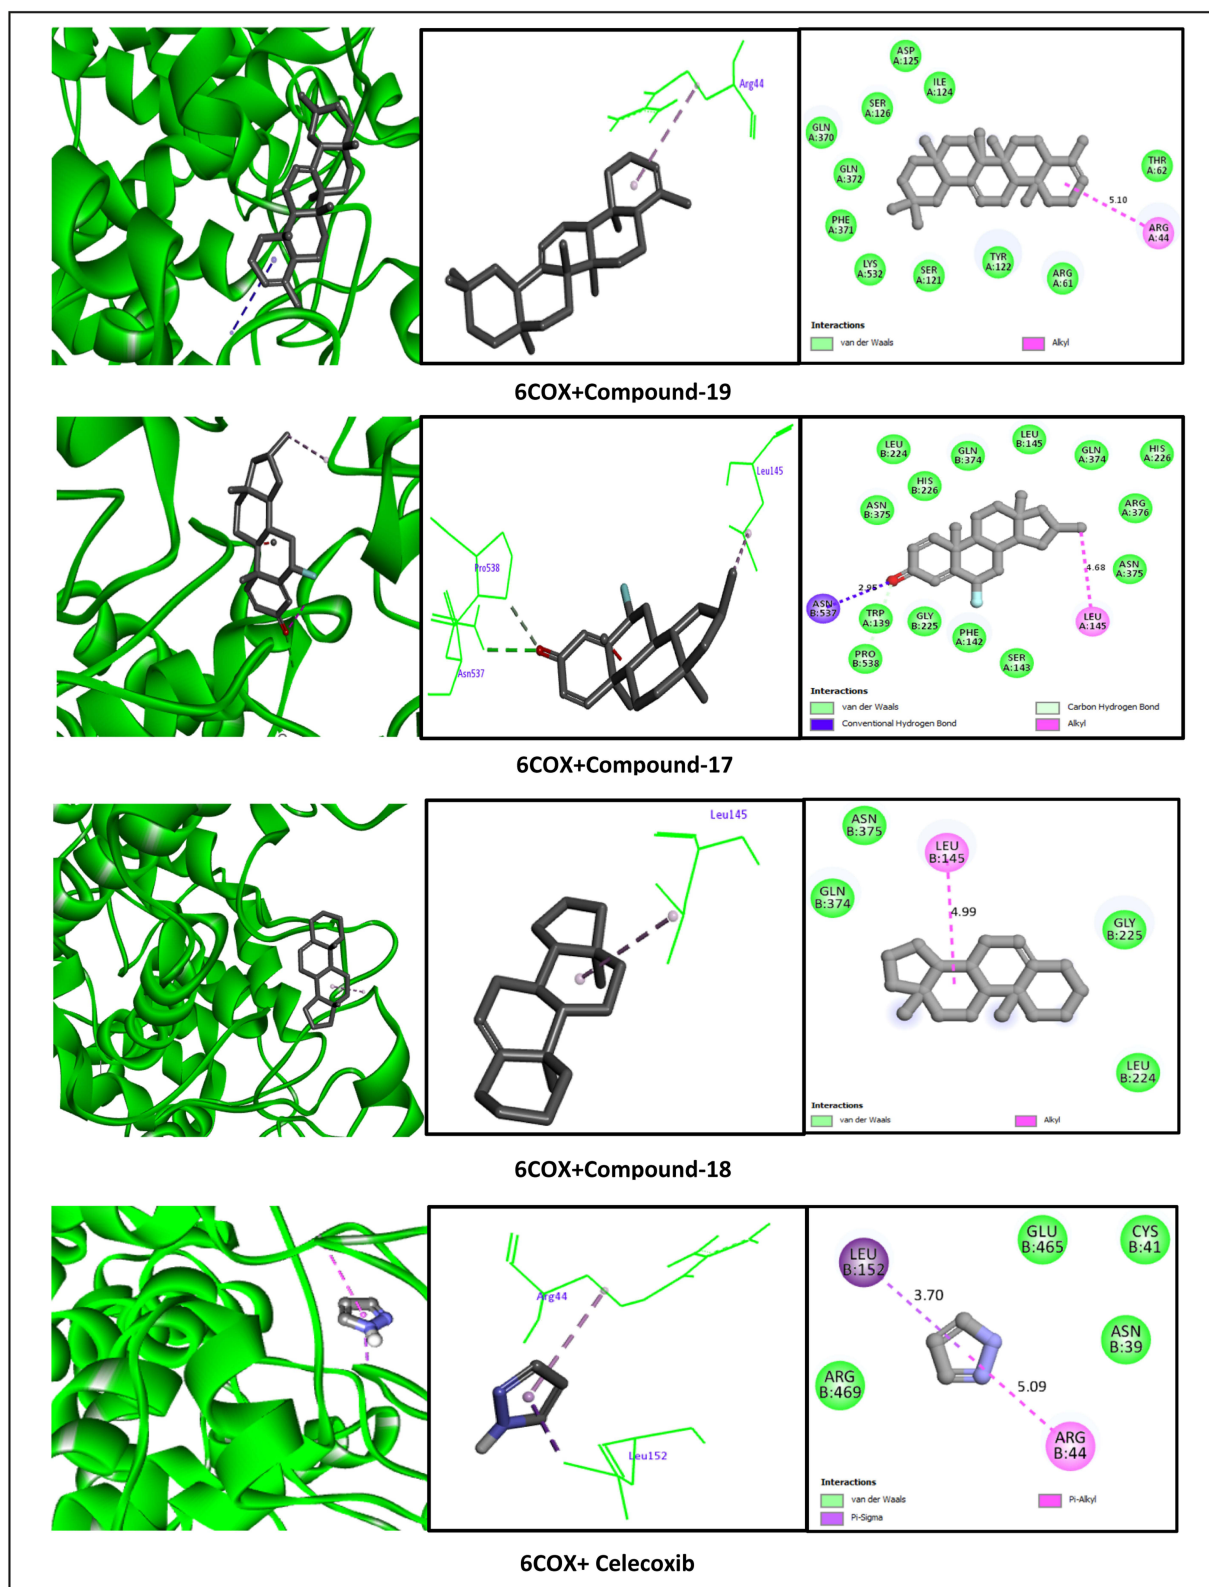 Arg44
ASP
A:125
ILE
A:124
SER
A:126
GLN
A:370
GLN
A:372
THR
A:62
5.10
ARG
A:44
PHE
A:371
LYS
A:532
SER
A:121
TYR
A:122
ARG
A:61
Interactions
van der Waals
Alkyl
6COX+Compound-19
Leu145
Pro538
Asn537
LEU
B:224
GLN
B:374
LEU
B:145
GLN
A:374
HIS
A:226
HIS
B:226
ASN
B:375
ARG
A:376
4.68
ASN
A:375
2.95
ASN
B:537
TRP
A:139
GLY
B:225
PHE
B:142
LEU
A:145
PRO
B:538
SER
B:143
Interactions
van der Waals
Conventional Hydrogen Bond
Carbon Hydrogen Bond
Alkyl
6COX+Compound-17
Leu145
ASN
B:375
LEU
B:145
GLN
B:374
4.99
GLY
B:225
LEU
B:224
Interactions
van der Waals
Alkyl
6COX+Compound-18
Arg44
Leu152
LEU
B:152
GLU
B:465
CYS
B:41
3.70
ASN
B:39
ARG
B:469
5.09
ARG
B:44
Interactions
van der Waals
Pi-Sigma
Pi-Alkyl
6COX+ Celecoxib